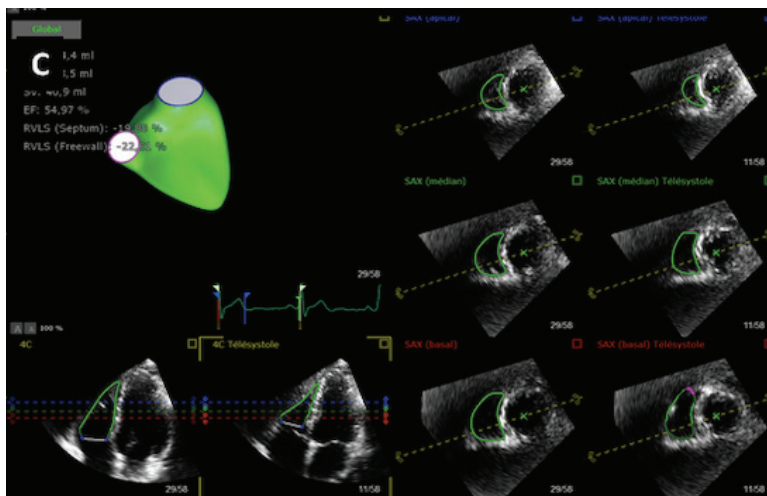 100 %
Global
C
,4 ml
,5 ml
SV: 40,9 ml
EF: 54,97 %
RVLS (Septum): %
RVLS (Freewall): %
29/58
100 %
4C
29/58
4C Télésystole
11/58
SAX (apical)
29/58
SAX (apical) Télésystole
11/58
SAX (médian)
29/58
SAX (médian) Télésystole
11/58
SAX (basal)
29/58
SAX (basal) Télésystole
11/58